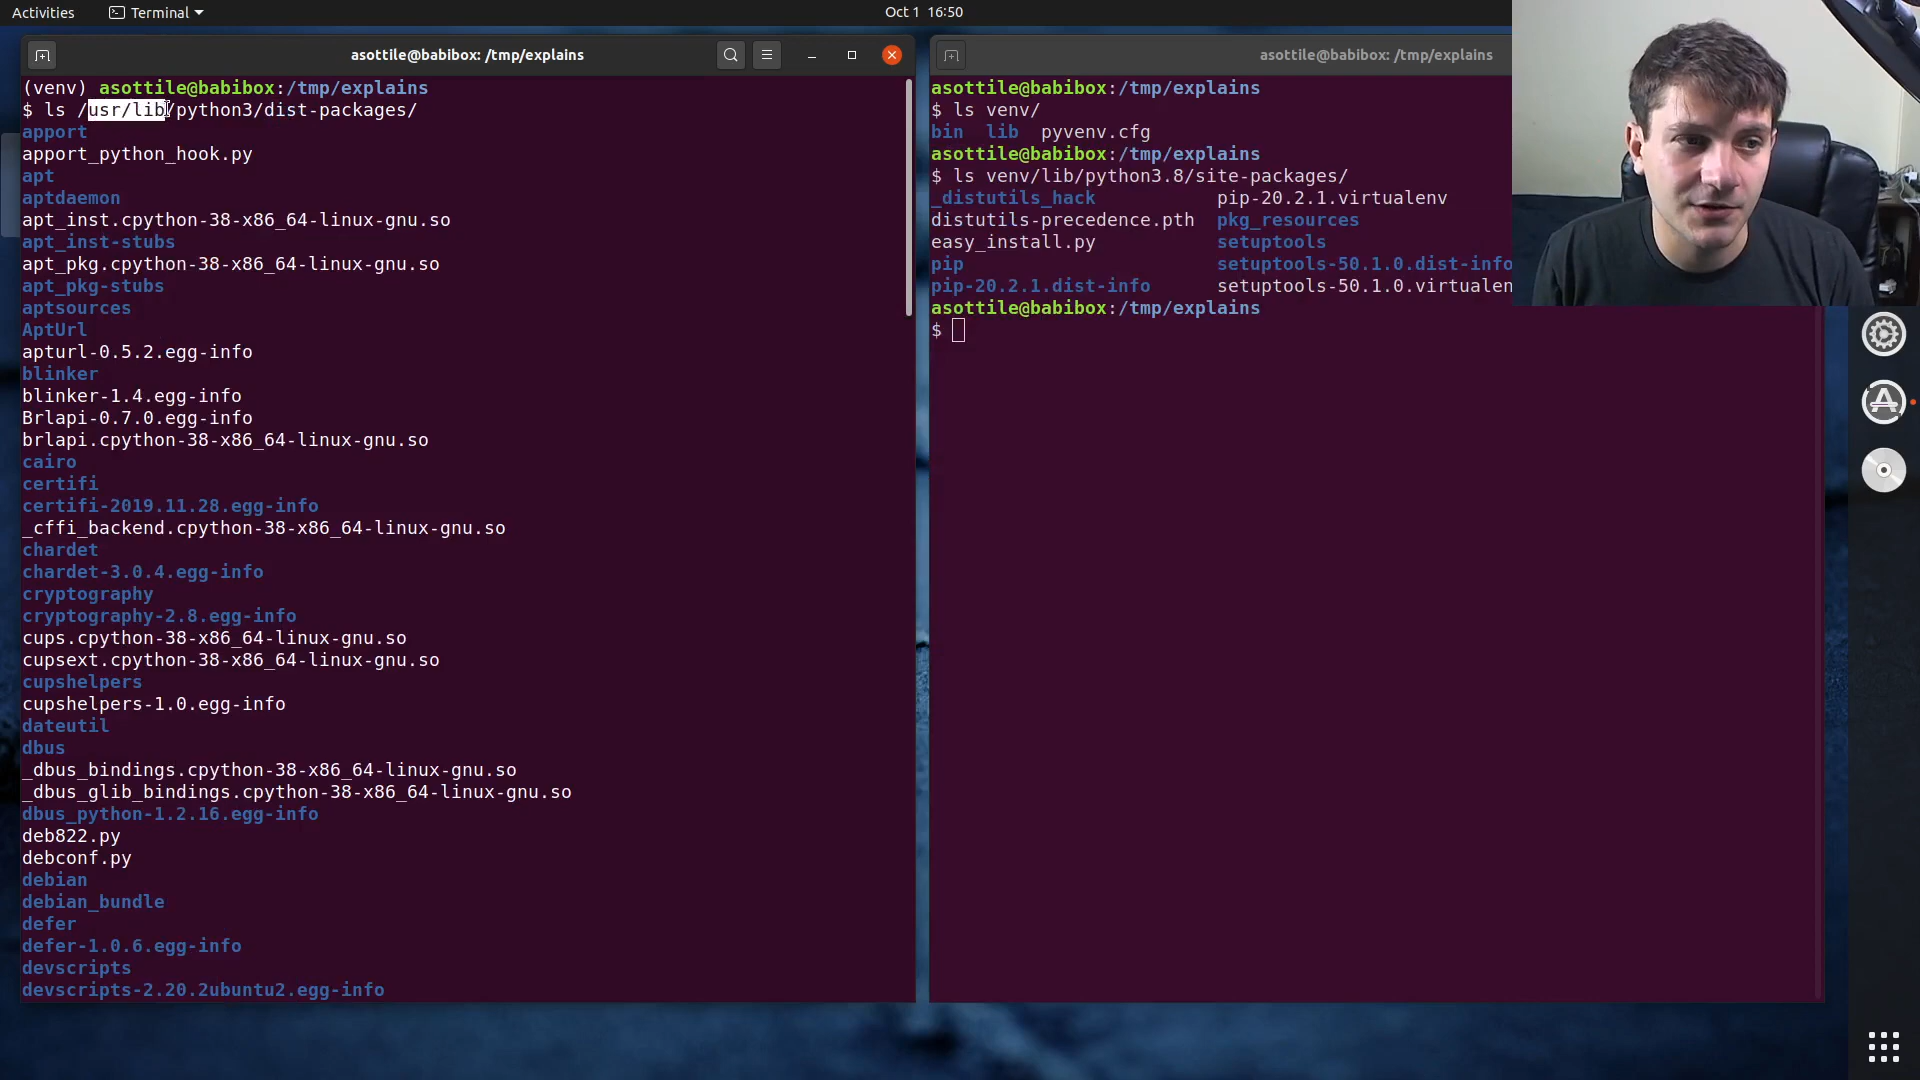 Activities Terminal Oct 1 16:50
asottile@babibox: /tmp/explains
(venv) asottile@babibox:/tmp/explains
$ ls /usr/lib/python3/dist-packages/
apport
apport_python_hook.py
apt
aptdaemon
apt_inst.cpython-38-x86_64-linux-gnu.so
apt_inst-stubs
apt_pkg.cpython-38-x86_64-linux-gnu.so
apt_pkg-stubs
aptsources
AptUrl
apturl-0.5.2.egg-info
blinker
blinker-1.4.egg-info
Brlapi-0.7.0.egg-info
brlapi.cpython-38-x86_64-linux-gnu.so
cairo
certifi
certifi-2019.11.28.egg-info
_cffi_backend.cpython-38-x86_64-linux-gnu.so
chardet
chardet-3.0.4.egg-info
cryptography
cryptography-2.8.egg-info
cups.cpython-38-x86_64-linux-gnu.so
cupsext.cpython-38-x86_64-linux-gnu.so
cupshelpers
cupshelpers-1.0.egg-info
dateutil
dbus
_dbus_bindings.cpython-38-x86_64-linux-gnu.so
_dbus_glib_bindings.cpython-38-x86_64-linux-gnu.so
dbus_python-1.2.16.egg-info
deb822.py
debconf.py
debian
debian_bundle
defer
defer-1.0.6.egg-info
devscripts
devscripts-2.20.2ubuntu2.egg-info
asottile@babibox: /tmp/explains
asottile@babibox:/tmp/explains
$ ls venv/
bin lib pyvenv.cfg
asottile@babibox:/tmp/explains
$ ls venv/lib/python3.8/site-packages/
_distutils_hack pip-20.2.1.virtualenv
distutils-precedence.pth pkg_resources
easy_install.py setuptools
pip setuptools-50.1.0.dist-info
pip-20.2.1.dist-info setuptools-50.1.0.virtualen
asottile@babibox:/tmp/explains
$